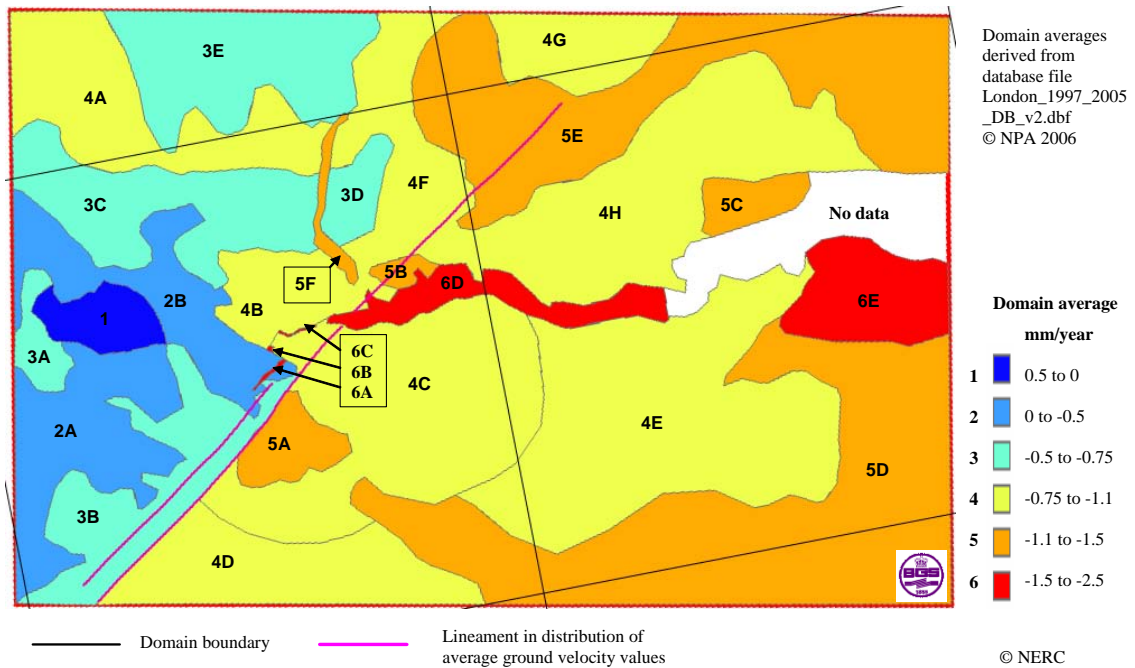 3E
4G
4A
5E
4F
3D
3C
4H
5C
No data
5F
5B
6D
2B
4B
1
6E
3A
6C
6B
6A
4C
2A
5A
4E
5D
3B
4D
BGS
Domain averages
derived from
database file
London_1997_2005
_DB_v2.dbf
© NPA 2006
Domain average
mm/year
1 0.5 to 0
2 0 to -0.5
3 -0.5 to -0.75
4 -0.75 to -1.1
5 -1.1 to -1.5
6 -1.5 to -2.5
Domain boundary
Lineament in distribution of
average ground velocity values
© NERC